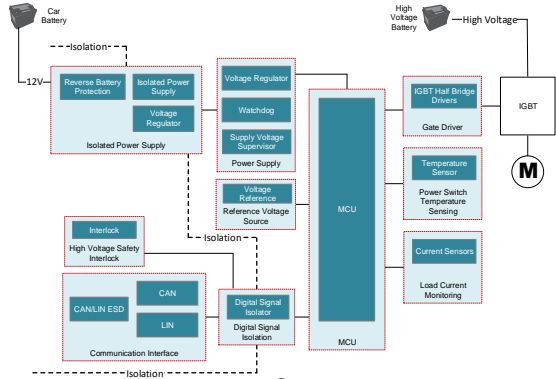 Car
Battery
High
Voltage
Battery
High Voltage
Isolation
12V
Reverse Battery
Protection
Isolated Power
Supply
Voltage
Regulator
Isolated Power Supply
Voltage Regulator
Watchdog
Supply Voltage
Supervisor
Power Supply
Voltage
Reference
Reference Voltage
Source
MCU
MCU
IGBT Half Bridge
Drivers
Gate Driver
IGBT
M
Temperature
Sensor
Power Switch
Temperature
Sensing
Current Sensors
Load Current
Monitoring
Isolation
Interlock
High Voltage Safety
Interlock
CAN/LIN ESD
CAN
LIN
Communication Interface
Digital Signal
Isolator
Digital Signal
Isolation
Isolation